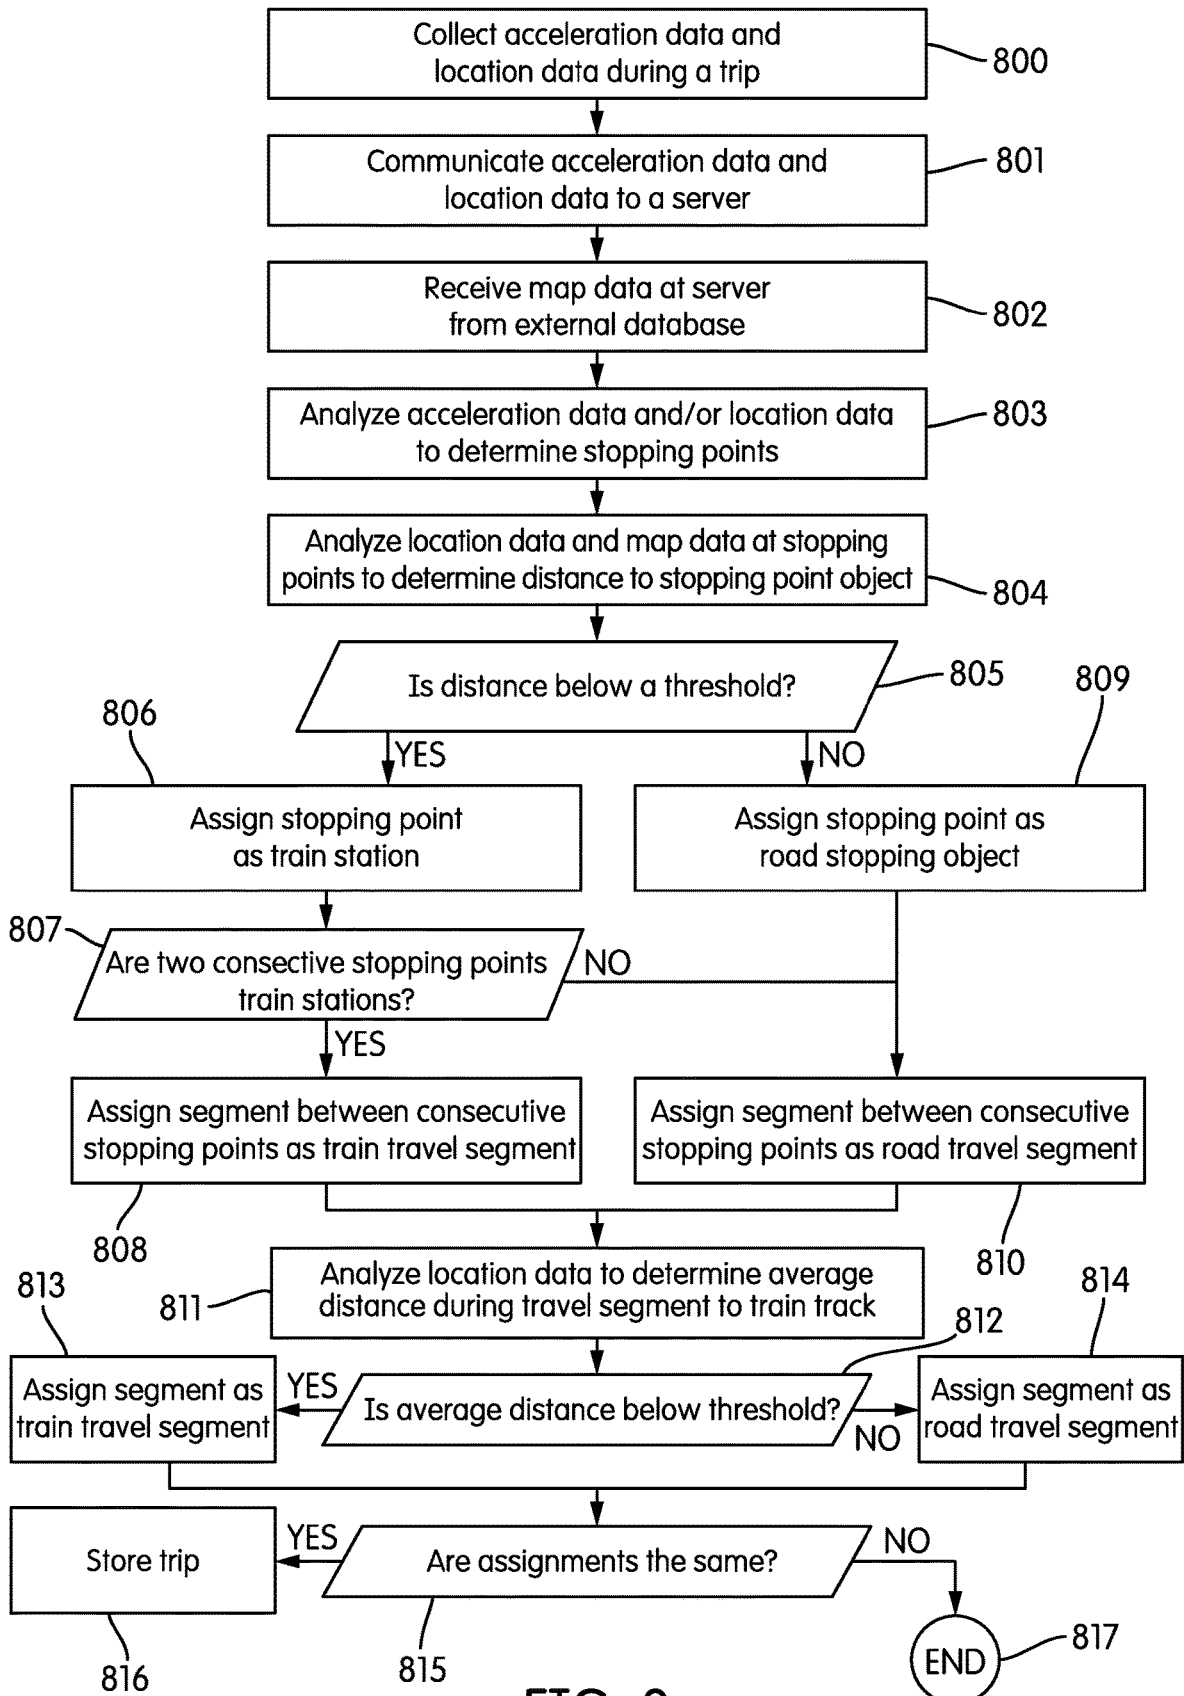 Collect acceleration data and
location data during a trip
800
Communicate acceleration data and
location data to a server
801
Receive map data at server
from external database
802
Analyze acceleration data and/or location data
to determine stopping points
803
Analyze location data and map data at stopping
points to determine distance to stopping point object
804
Is distance below a threshold?
805
809
806
YES
NO
Assign stopping point
as train station
Assign stopping point as
road stopping object
807
Are two consective stopping points
train stations?
NO
YES
Assign segment between consecutive
stopping points as train travel segment
Assign segment between consecutive
stopping points as road travel segment
808
810
Analyze location data to determine average
distance during travel segment to train track
811
813
814
812
Assign segment as
train travel segment
YES
Is average distance below threshold?
NO
Assign segment as
road travel segment
Store trip
YES
Are assignments the same?
NO
816
815
END
817